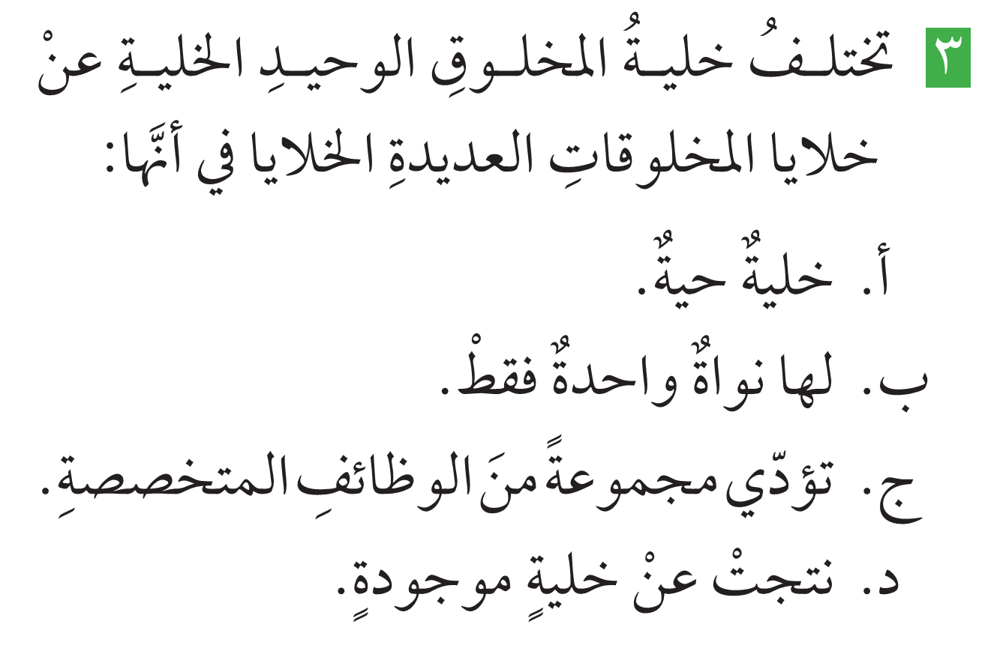 ٣ تختلفُ خليةُ المخلوقِ الوحيدِ الخليةِ عنْ
خلايا المخلوقاتِ العديدةِ الخلايا في أنَّها:
أ. خليةٌ حيةٌ.
ب. لها نواةٌ واحدةٌ فقطْ.
ج. تؤدّي مجموعةً منَ الوظائفِ المتخصصةِ.
د. نتجتْ عنْ خليةٍ موجودةٍ.